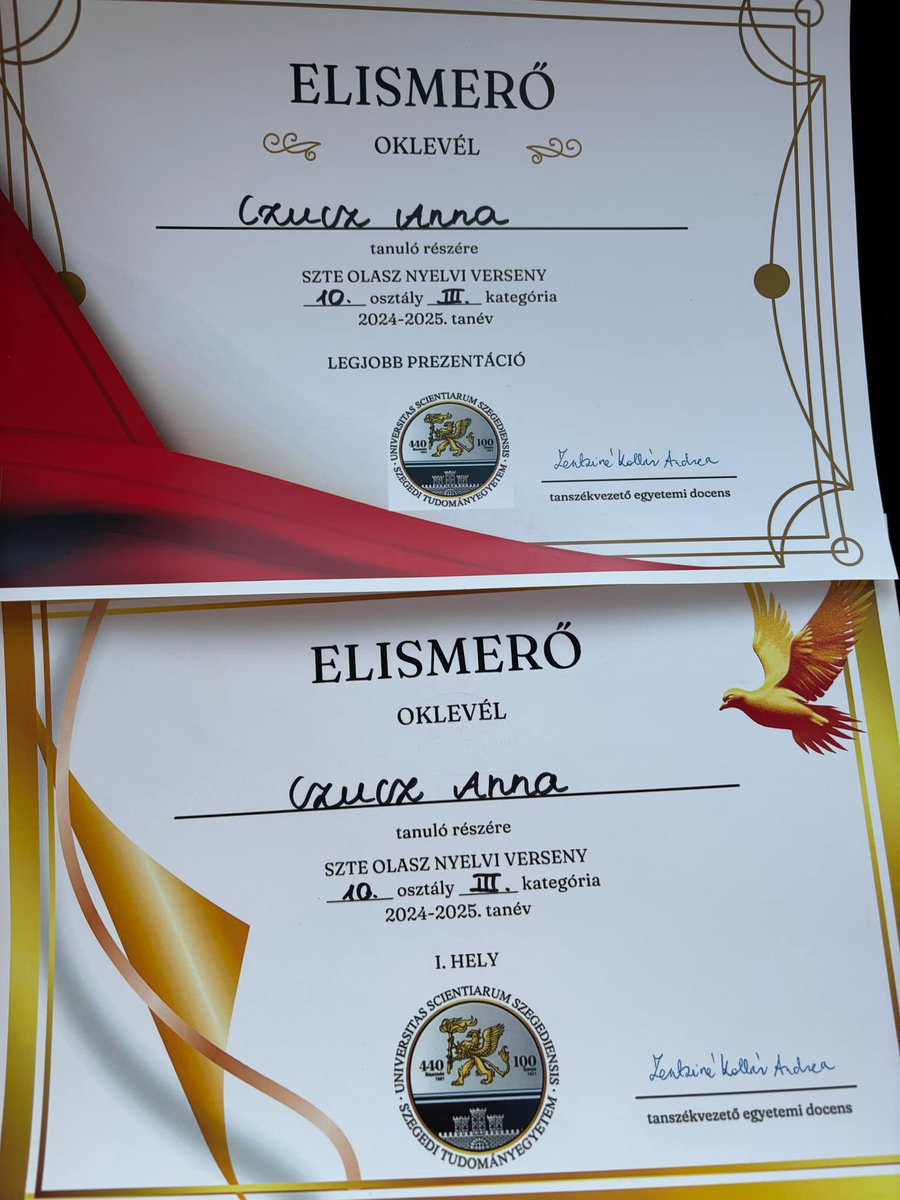 ELISMERŐ
OKLEVÉL
Czucz Anna
tanuló részére
SZTE OLASZ NYELVI VERSENY
10. osztály III. kategória
2024-2025. tanév
LEGJOBB PREZENTÁCIÓ
UNIVERSITAS SCIENTIARUM SZEGEDIENSIS
440 100
SZEGEDI TUDOMÁNYEGYETEM
Lentziné Kollár Andrea
tanszékvezető egyetemi docens
ELISMERŐ
OKLEVÉL
Czucz Anna
tanuló részére
SZTE OLASZ NYELVI VERSENY
10. osztály III. kategória
2024-2025. tanév
I. HELY
UNIVERSITAS SCIENTIARUM SZEGEDIENSIS
440 100
SZEGEDI TUDOMÁNYEGYETEM
Kollár Andrea
tanszékvezető egyetemi docens